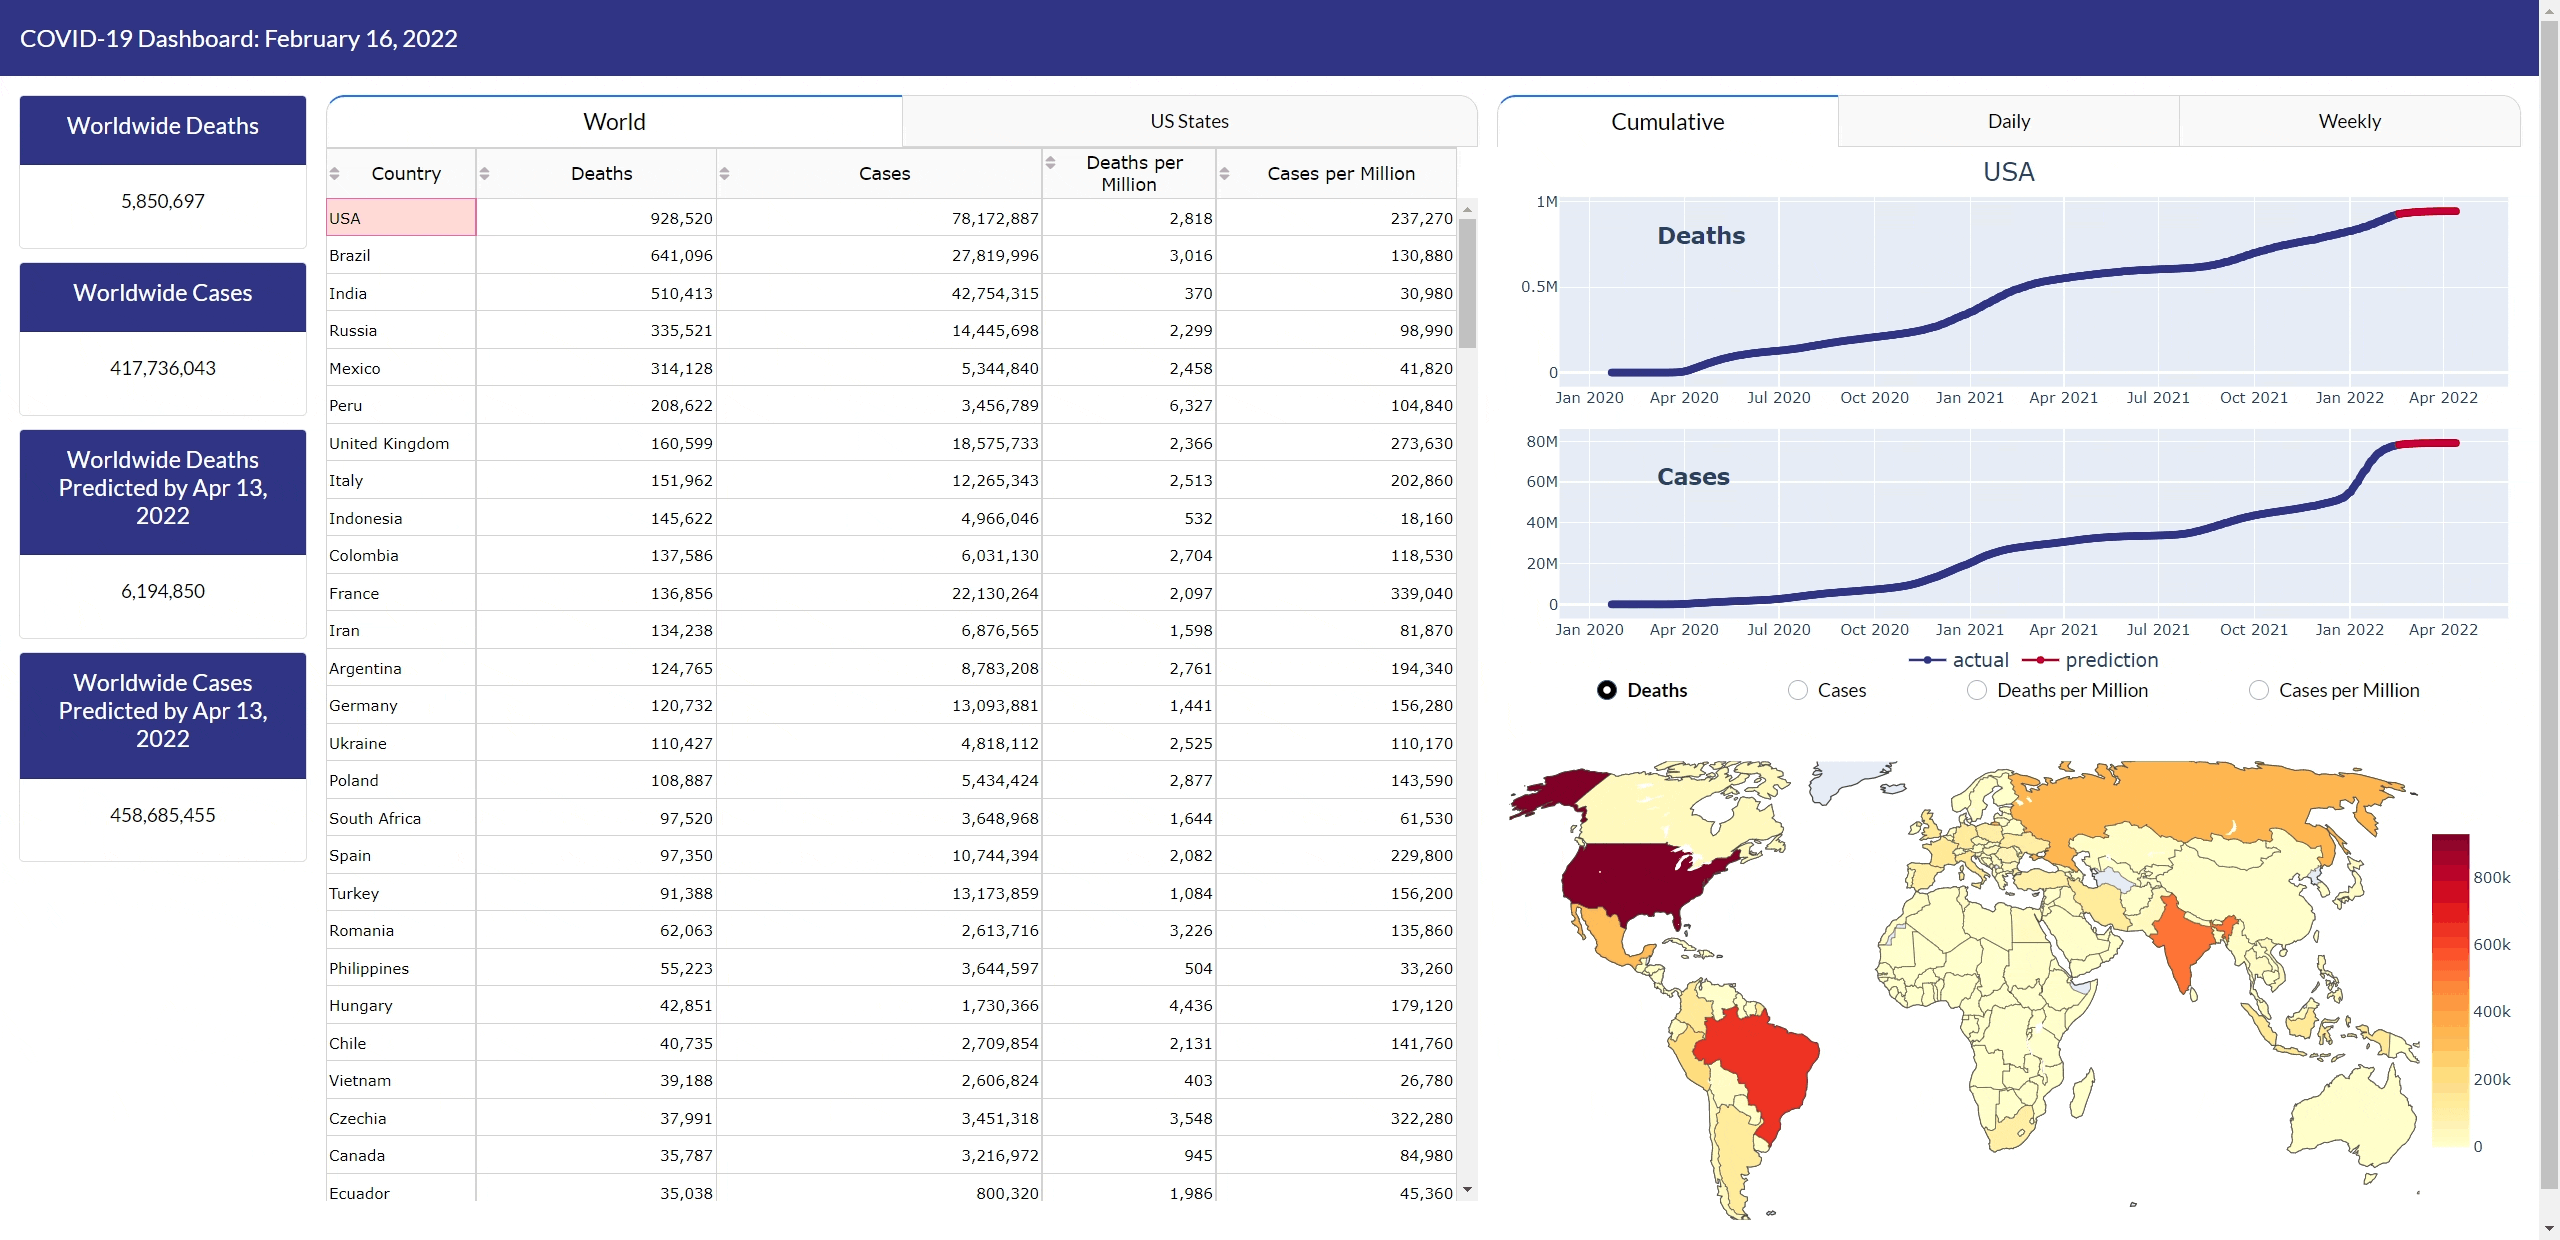 COVID-19 Dashboard: February 16, 2022
Worldwide Deaths
5,850,697
Worldwide Cases
417,736,043
Worldwide Deaths
Predicted by Apr 13,
2022
6,194,850
Worldwide Cases
Predicted by Apr 13,
2022
458,685,455
World US States
Country Deaths Cases Deaths per Million Cases per Million
USA 928,520 78,172,887 2,818 237,270
Brazil 641,096 27,819,996 3,016 130,880
India 510,413 42,754,315 370 30,980
Russia 335,521 14,445,698 2,299 98,990
Mexico 314,128 5,344,840 2,458 41,820
Peru 208,622 3,456,789 6,327 104,840
United Kingdom 160,599 18,575,733 2,366 273,630
Italy 151,962 12,265,343 2,513 202,860
Indonesia 145,622 4,966,046 532 18,160
Colombia 137,586 6,031,130 2,704 118,530
France 136,856 22,130,264 2,097 339,040
Iran 134,238 6,876,565 1,598 81,870
Argentina 124,765 8,783,208 2,761 194,340
Germany 120,732 13,093,881 1,441 156,280
Ukraine 110,427 4,818,112 2,525 110,170
Poland 108,887 5,434,424 2,877 143,590
South Africa 97,520 3,648,968 1,644 61,530
Spain 97,350 10,744,394 2,082 229,800
Turkey 91,388 13,173,859 1,084 156,200
Romania 62,063 2,613,716 3,226 135,860
Philippines 55,223 3,644,597 504 33,260
Hungary 42,851 1,730,366 4,436 179,120
Chile 40,735 2,709,854 2,131 141,760
Vietnam 39,188 2,606,824 403 26,780
Czechia 37,991 3,451,318 3,548 322,280
Canada 35,787 3,216,972 945 84,980
Ecuador 35,038 800,320 1,986 45,360
Cumulative Daily Weekly
USA
Deaths
1M
0.5M
0
Jan 2020 Apr 2020 Jul 2020 Oct 2020 Jan 2021 Apr 2021 Jul 2021 Oct 2021 Jan 2022 Apr 2022
Cases
80M
60M
40M
20M
0
Jan 2020 Apr 2020 Jul 2020 Oct 2020 Jan 2021 Apr 2021 Jul 2021 Oct 2021 Jan 2022 Apr 2022
actual prediction
Deaths Cases Deaths per Million Cases per Million
800k
600k
400k
200k
0